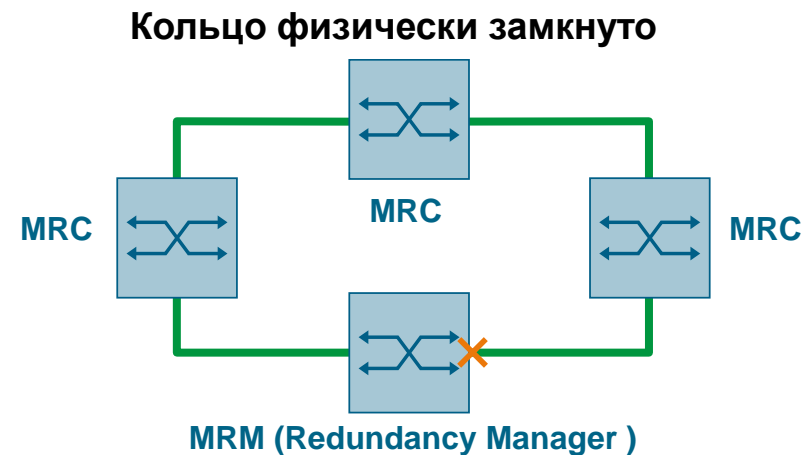 Кольцо физически замкнуто
MRC
MRC
MRC
MRM (Redundancy Manager )